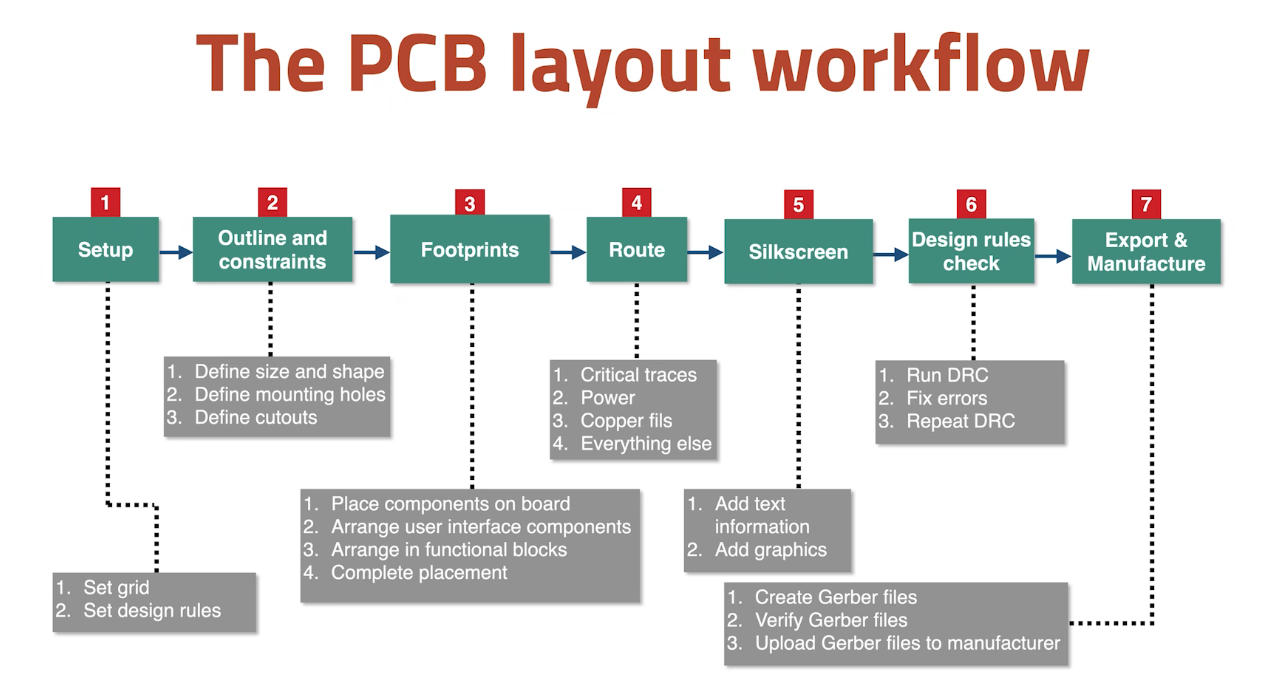 The PCB layout workflow
1
Setup
2
Outline and
constraints
3
Footprints
4
Route
5
Silkscreen
6
Design rules
check
7
Export &
Manufacture
1. Set grid
2. Set design rules
1. Define size and shape
2. Define mounting holes
3. Define cutouts
1. Place components on board
2. Arrange user interface components
3. Arrange in functional blocks
4. Complete placement
1. Critical traces
2. Power
3. Copper fils
4. Everything else
1. Add text
information
2. Add graphics
1. Run DRC
2. Fix errors
3. Repeat DRC
1. Create Gerber files
2. Verify Gerber files
3. Upload Gerber files to manufacturer